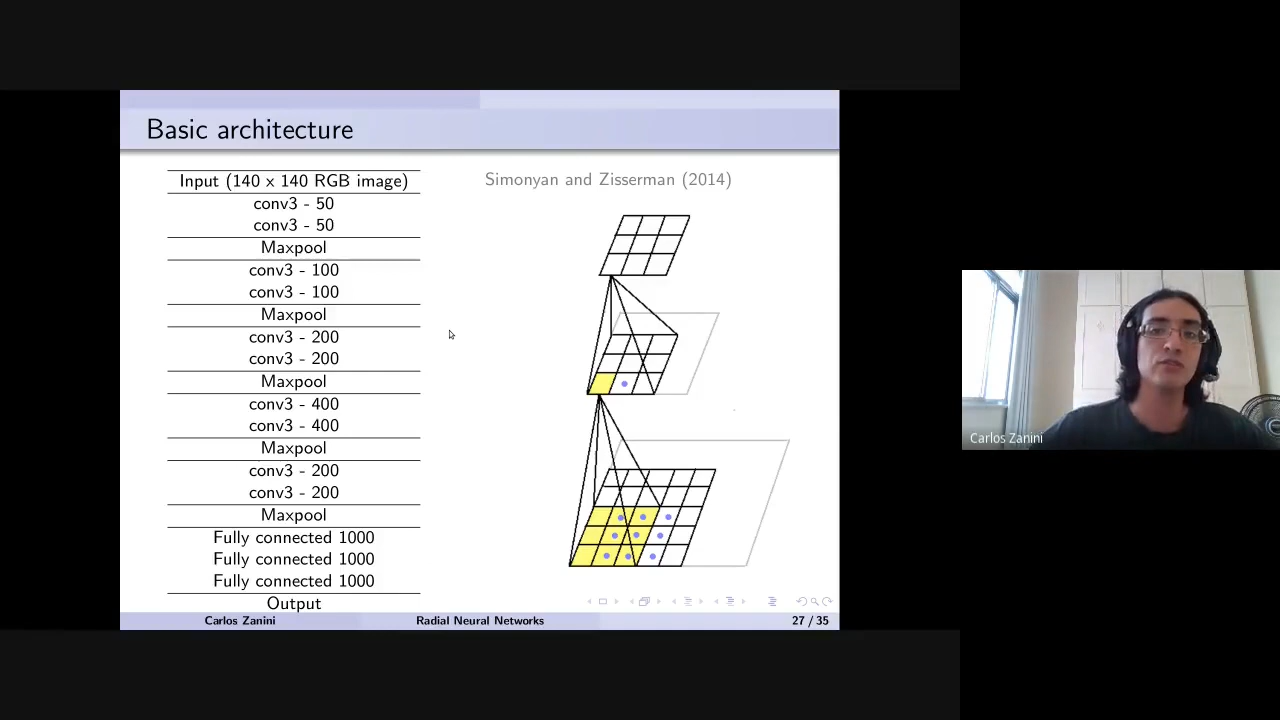 Basic architecture
Input (140 x 140 RGB image)
conv3 - 50
conv3 - 50
Maxpool
conv3 - 100
conv3 - 100
Maxpool
conv3 - 200
conv3 - 200
Maxpool
conv3 - 400
conv3 - 400
Maxpool
conv3 - 200
conv3 - 200
Maxpool
Fully connected 1000
Fully connected 1000
Fully connected 1000
Output
Simonyan and Zisserman (2014)
Carlos Zanini
Radial Neural Networks
27 / 35
Carlos Zanini